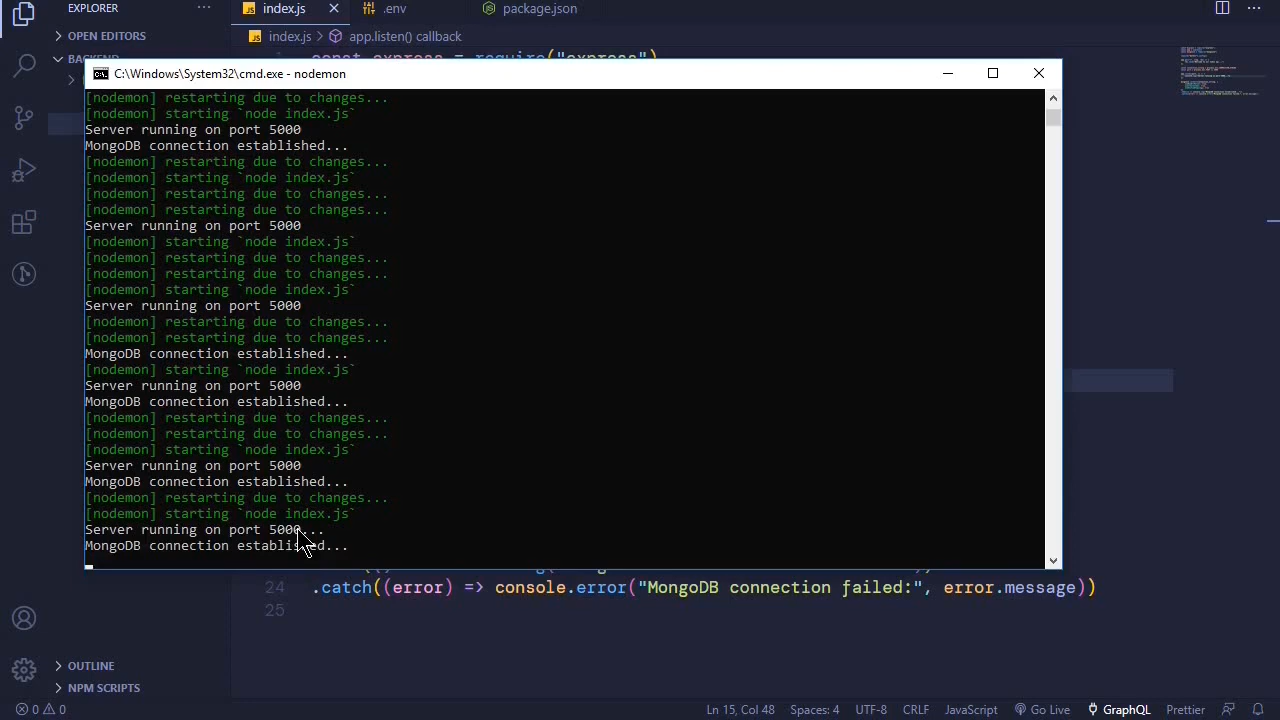 EXPLORER
index.js
.env
package.json
OPEN EDITORS
index.js > app.listen() callback
BACKEND
const express = require("express")
C:\Windows\System32\cmd.exe - nodemon
[nodemon] restarting due to changes...
[nodemon] starting `node index.js`
Server running on port 5000
MongoDB connection established...
[nodemon] restarting due to changes...
[nodemon] starting `node index.js`
[nodemon] restarting due to changes...
[nodemon] restarting due to changes...
Server running on port 5000
[nodemon] starting `node index.js`
[nodemon] restarting due to changes...
[nodemon] restarting due to changes...
[nodemon] starting `node index.js`
Server running on port 5000
[nodemon] restarting due to changes...
[nodemon] restarting due to changes...
MongoDB connection established...
[nodemon] starting `node index.js`
Server running on port 5000
MongoDB connection established...
[nodemon] restarting due to changes...
[nodemon] restarting due to changes...
[nodemon] starting `node index.js`
Server running on port 5000
MongoDB connection established...
[nodemon] restarting due to changes...
[nodemon] starting `node index.js`
Server running on port 5000...
MongoDB connection established...
24 .catch((error) => console.error("MongoDB connection failed:", error.message))
25
OUTLINE
NPM SCRIPTS
0 0
Ln 15, Col 48
Spaces: 4
UTF-8
CRLF
JavaScript
Go Live
GraphQL
Prettier